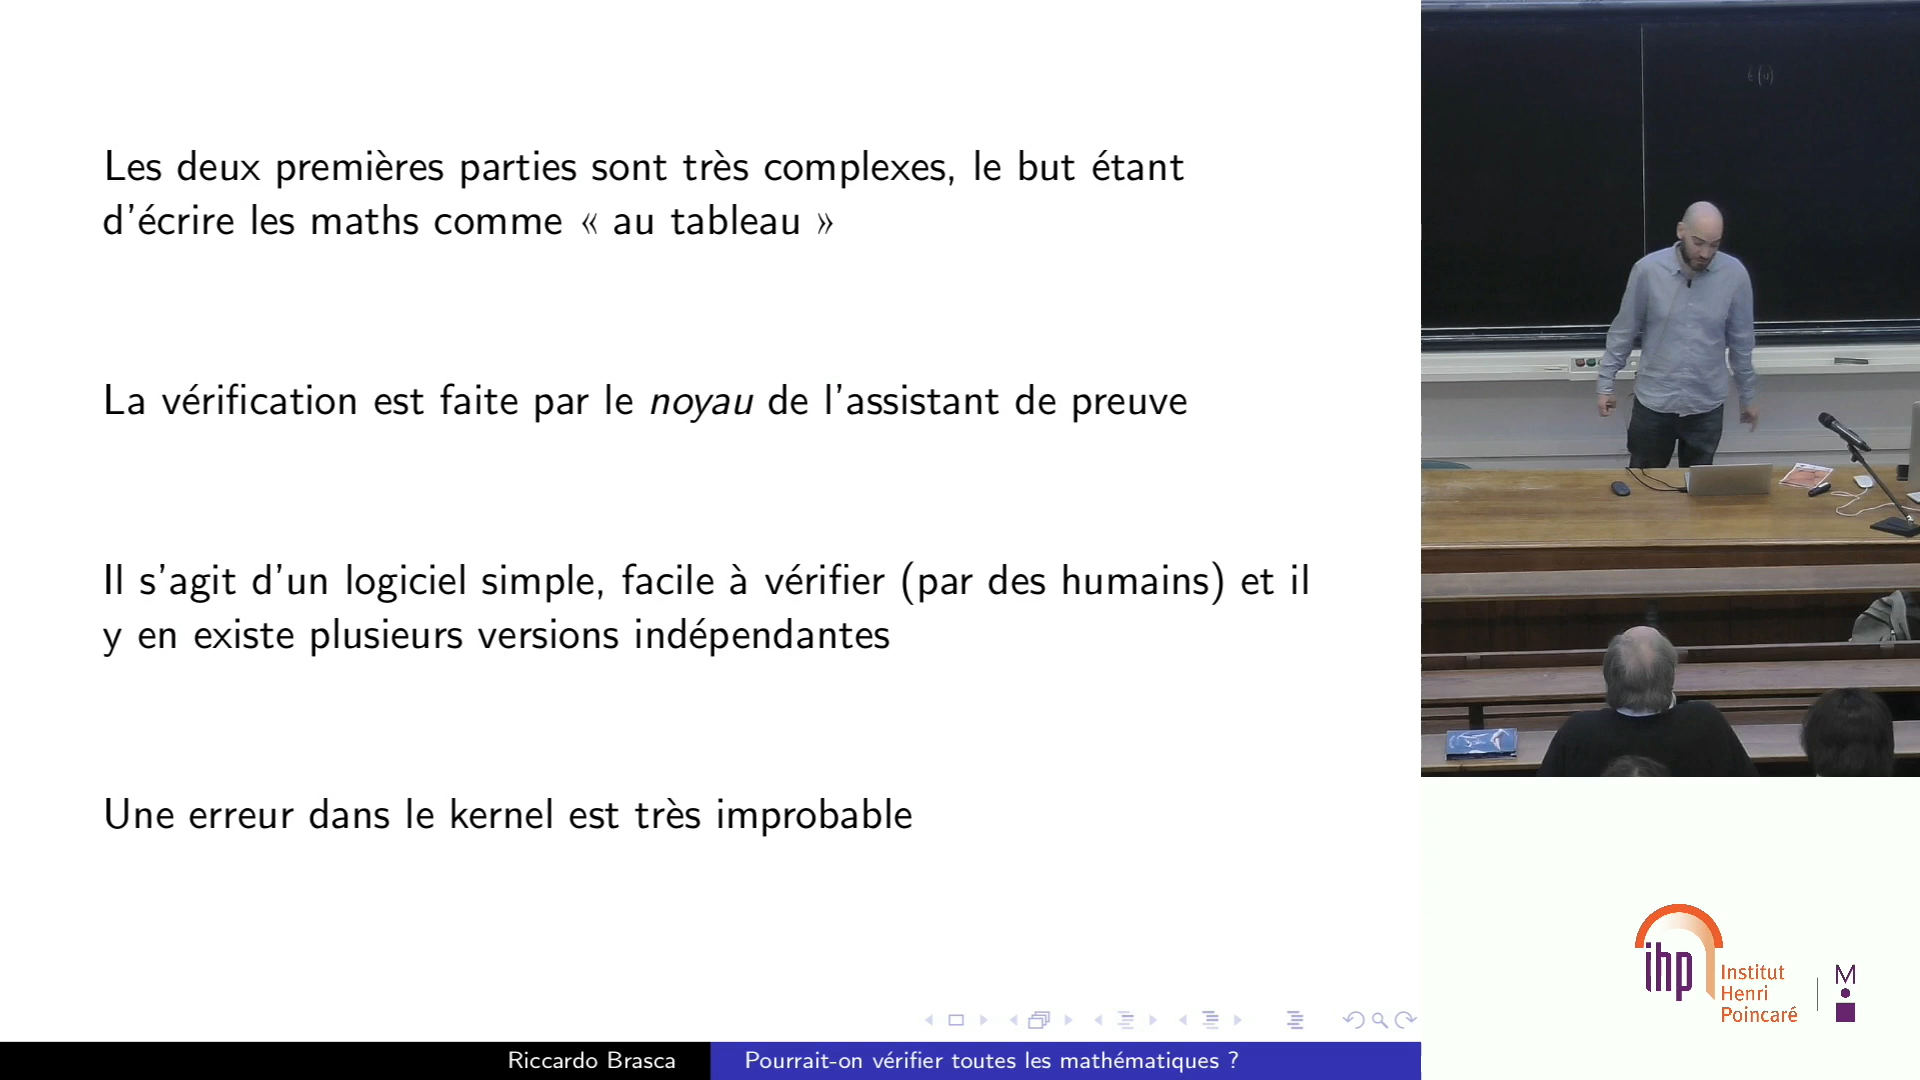 Les deux premières parties sont très complexes, le but étant
d'écrire les maths comme « au tableau »
La vérification est faite par le noyau de l'assistant de preuve
Il s'agit d'un logiciel simple, facile à vérifier (par des humains) et il
y en existe plusieurs versions indépendantes
Une erreur dans le kernel est très improbable
Riccardo Brasca
Pourrait-on vérifier toutes les mathématiques ?
ihp
Institut
Henri
Poincaré
M